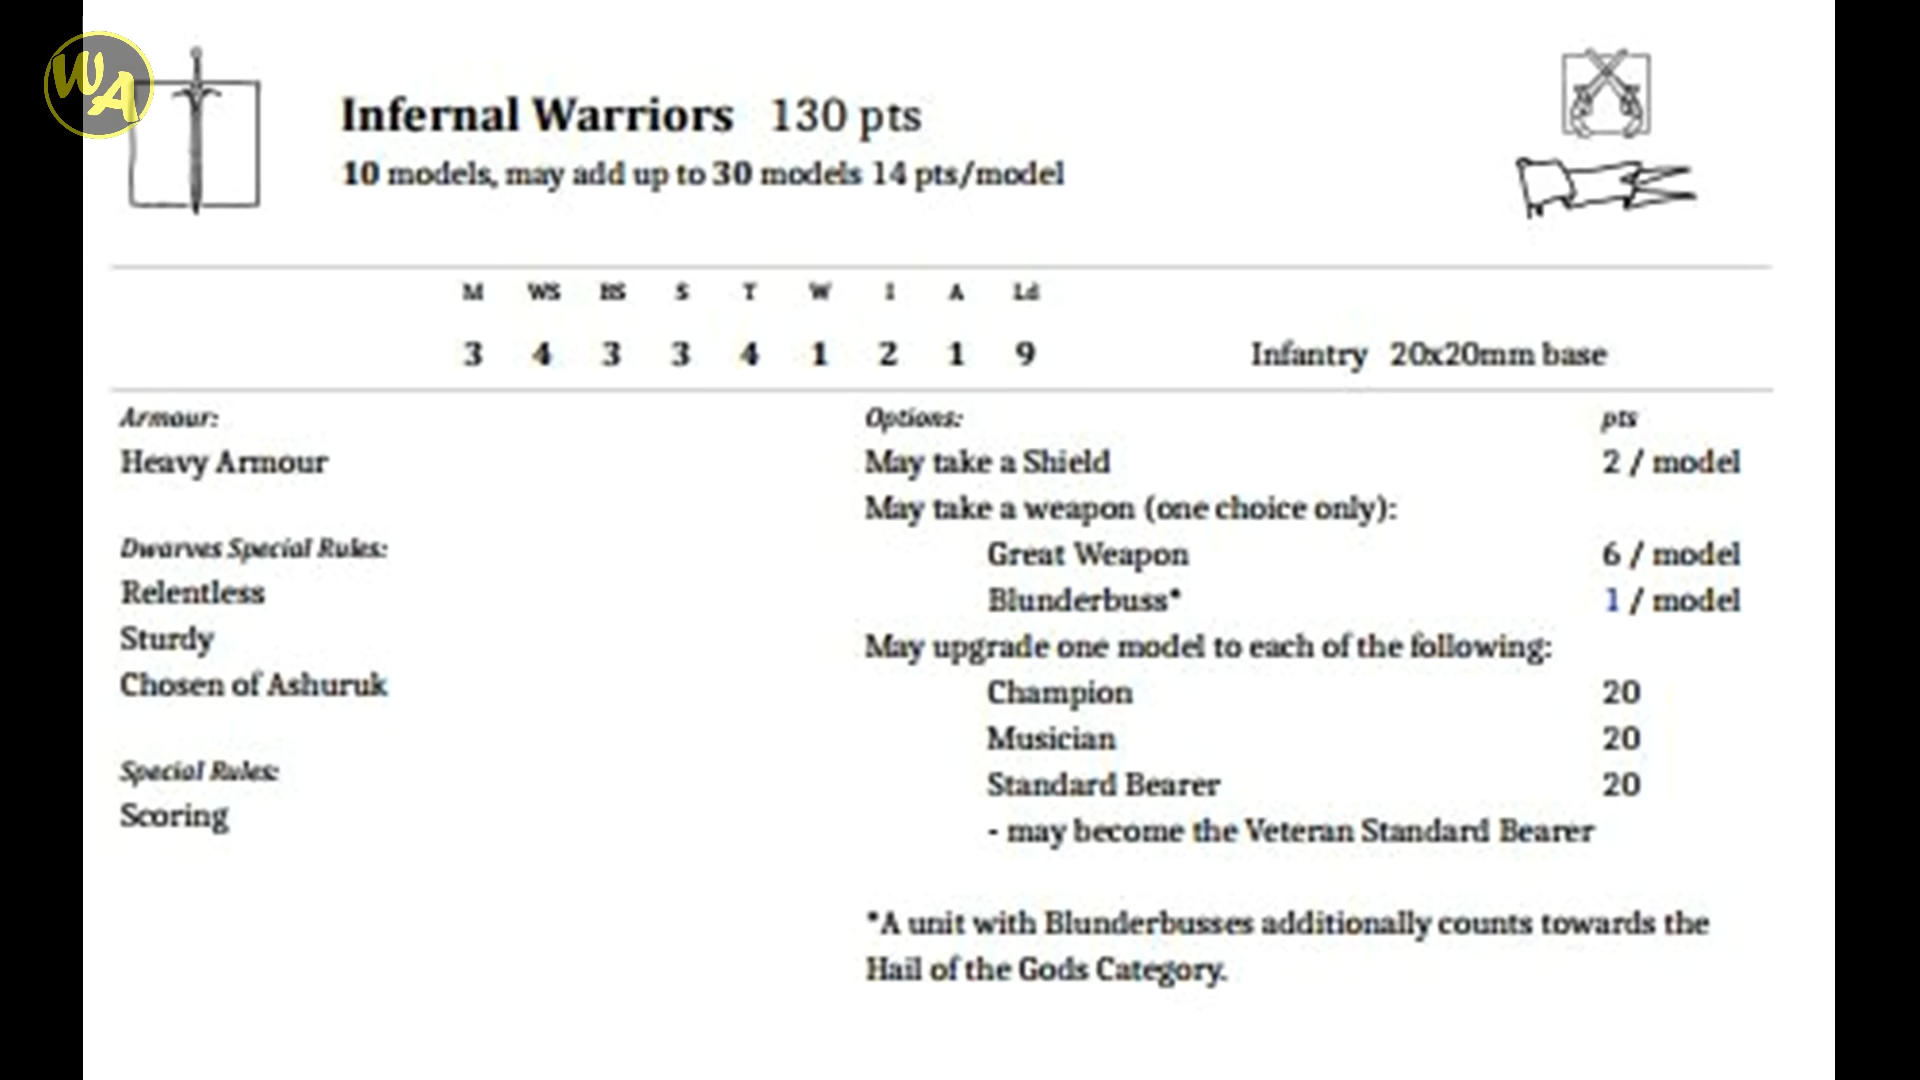 WA
Infernal Warriors 130 pts
10 models, may add up to 30 models 14 pts/model
M WS BS S T W I A Ld
3 4 3 3 4 1 2 1 9 Infantry 20x20mm base
Armour:
Heavy Armour
Dwarves Special Rules:
Relentless
Sturdy
Chosen of Ashuruk
Special Rules:
Scoring
Options: pts
May take a Shield 2 / model
May take a weapon (one choice only):
Great Weapon 6 / model
Blunderbuss* 1 / model
May upgrade one model to each of the following:
Champion 20
Musician 20
Standard Bearer 20
- may become the Veteran Standard Bearer
*A unit with Blunderbusses additionally counts towards the
Hail of the Gods Category.